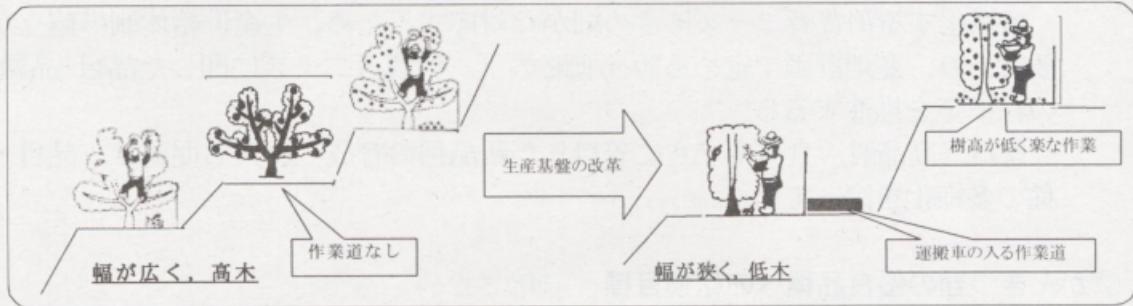 生産基盤の改革
樹高が低く楽な作業
作業道なし
運搬車の入る作業道
幅が広く，高木
幅が狭く，低木